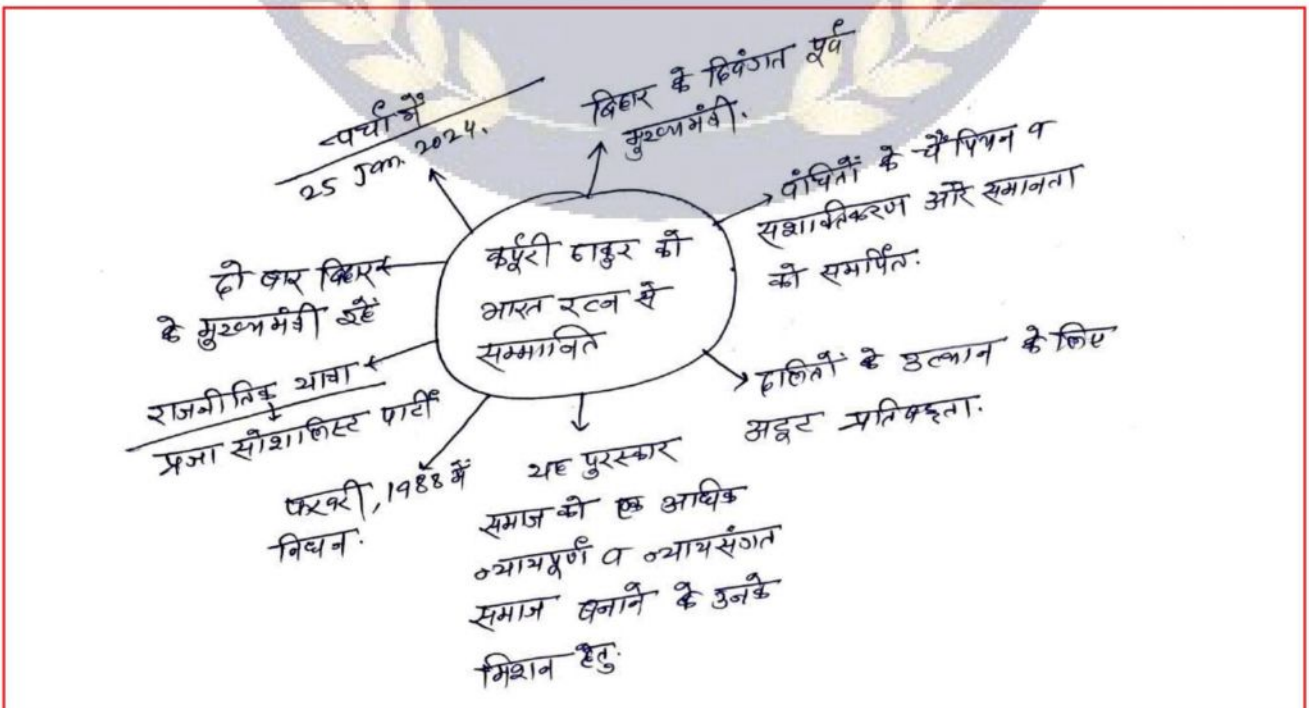 चर्चा में
25 Jan. 2024.
बिहार के दिवंगत पूर्व
मुख्यमंत्री.
वंचितों के चैंपियन व
सशक्तिकरण और समानता
को समर्पित.
कर्पूरी ठाकुर को
भारत रत्न से
सम्मानित
दो बार बिहार
के मुख्यमंत्री रहें
राजनीतिक यात्रा
प्रजा सोशलिस्ट पार्टी
दलितों के उत्थान के लिए
अटूट प्रतिबद्दता.
फरवरी, 1988 में
निधन.
यह पुरस्कार
समाज को एक अधिक
न्यायपूर्ण व न्यायसंगत
समाज बनाने के उनके
मिशन हेतु.